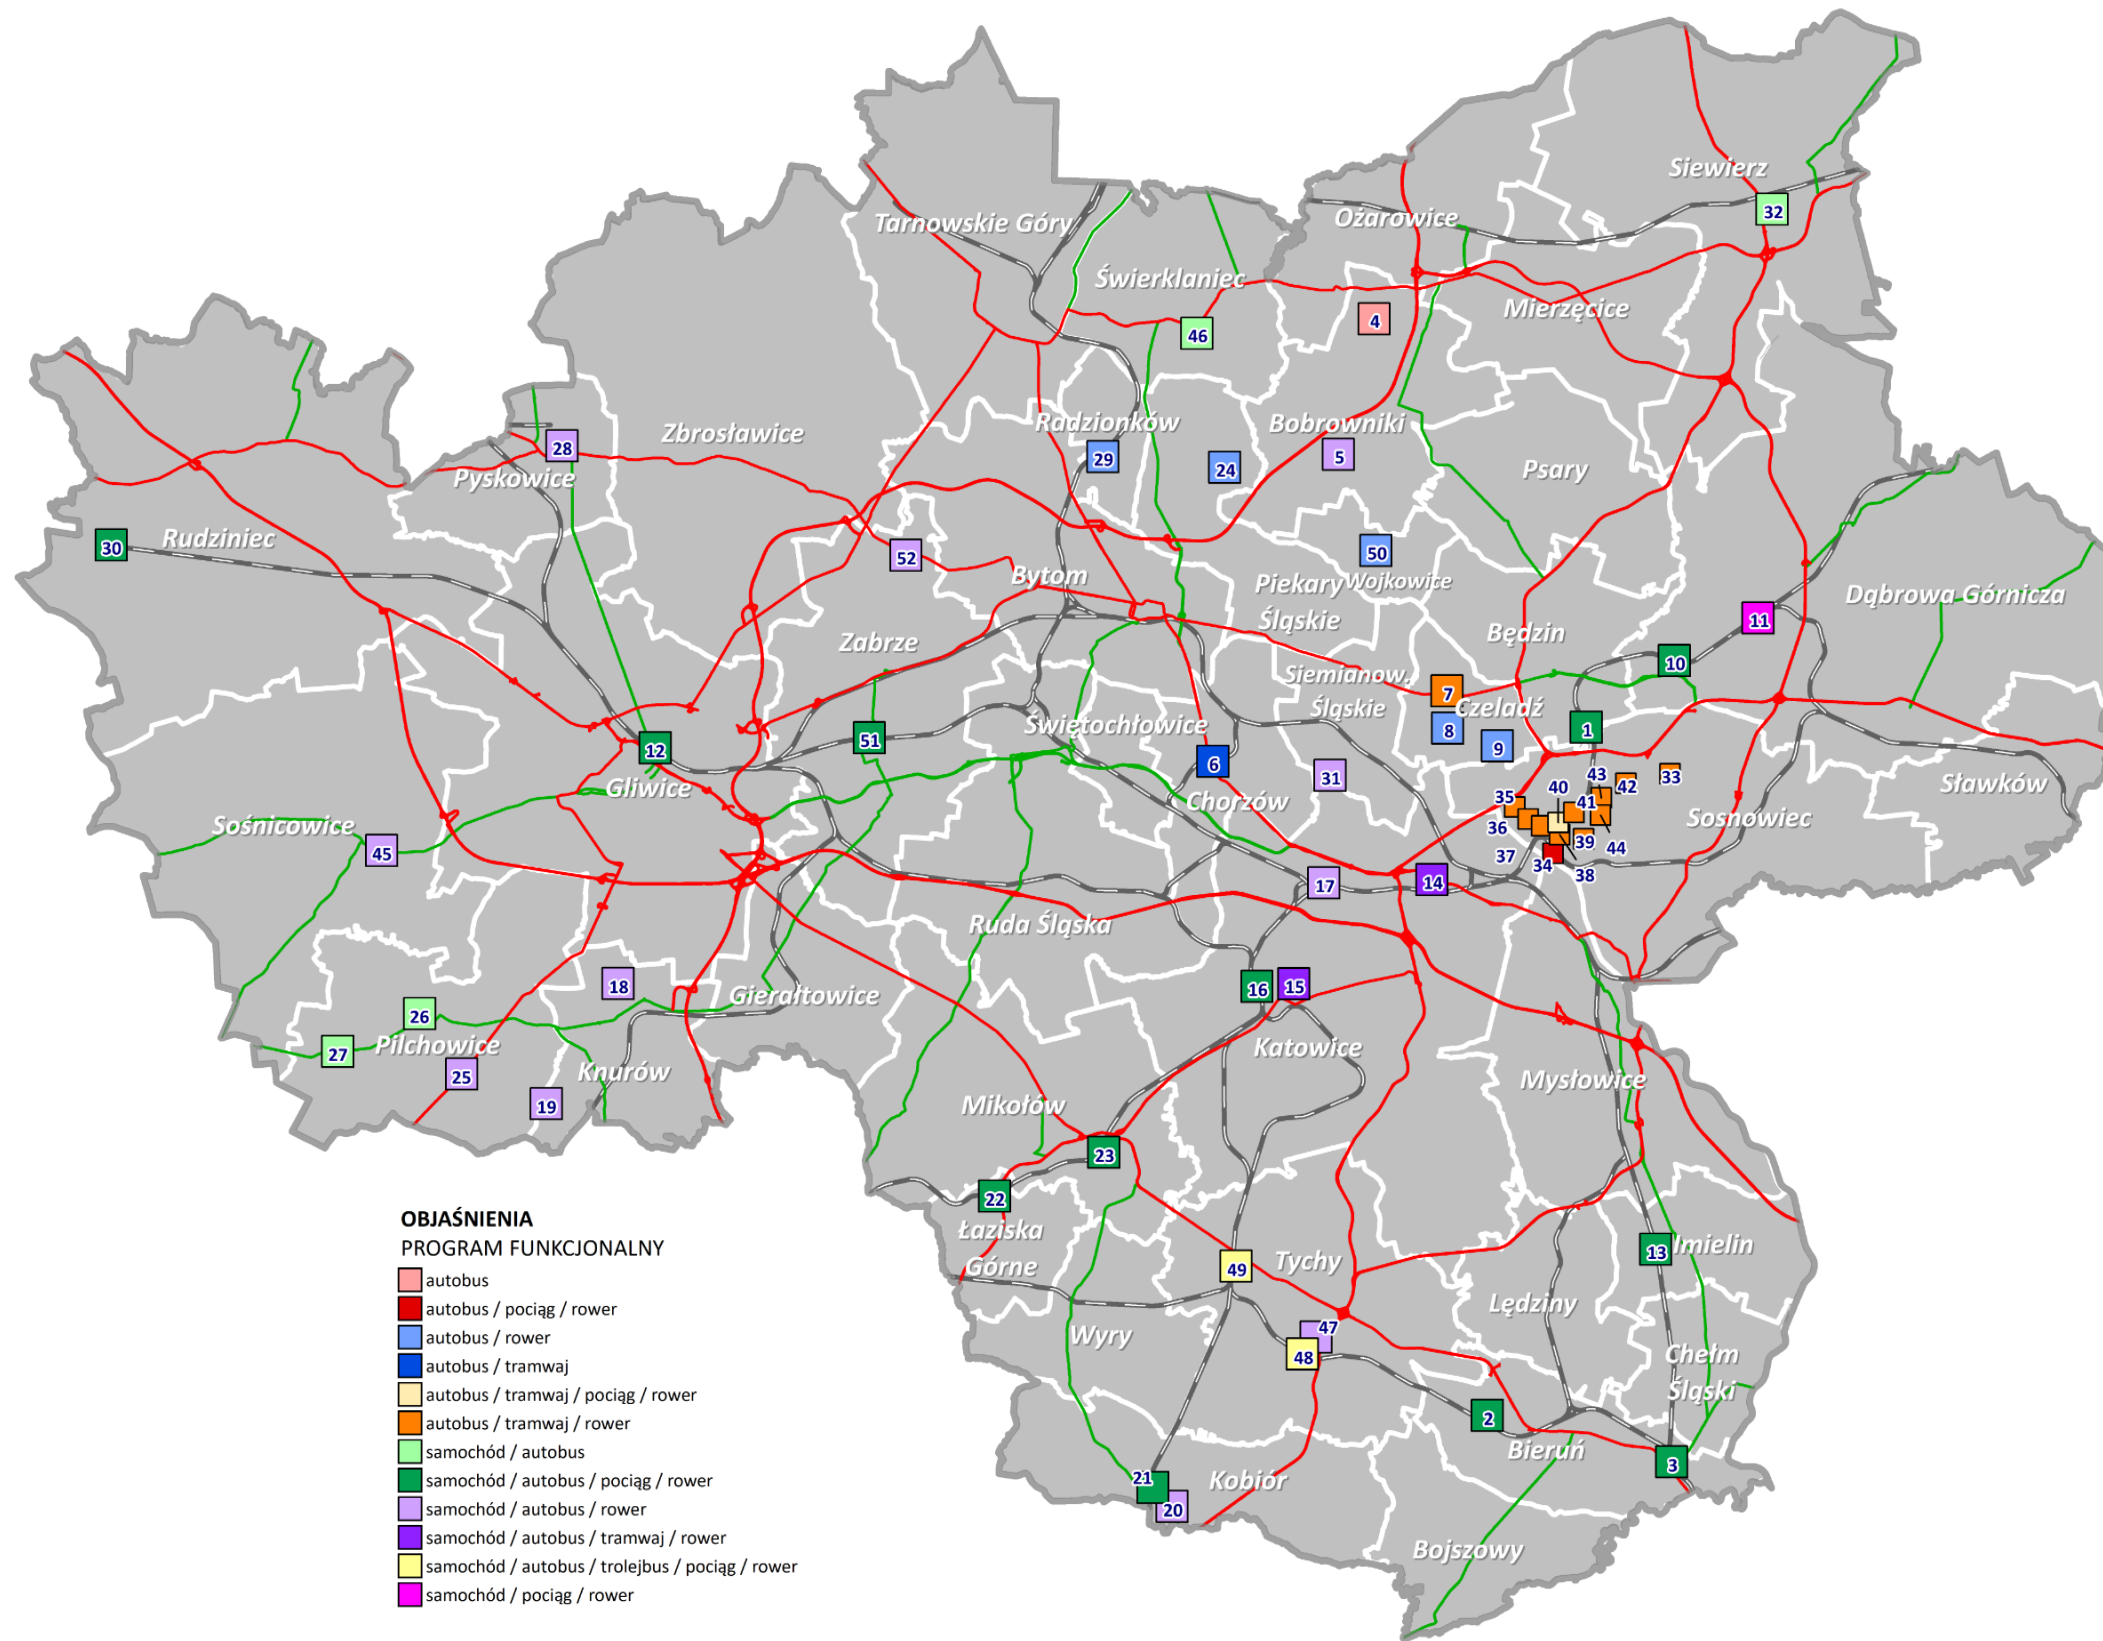 Siewierz
32
Tarnowskie Góry
Ożarowice
Świerklaniec
Mierzęcice
4
46
Radzionków
Bobrowniki
Zbrosławice
28
29
24
5
Psary
Pyskowice
Rudziniec
30
52
50
Bytom
Piekary
Śląskie
Wojkowice
Dąbrowa Górnicza
11
Będzin
Zabrze
10
Siemianow.
Śląskie
7
Czeladź
Świętochłowice
8
1
51
12
9
6
31
43
42
33
Sławków
Gliwice
40
Chorzów
35
41
Sośnicowice
36
Sosnowiec
45
39
44
37
34
38
17
14
Ruda Śląska
18
16
15
Gierałtowice
26
Pilchowice
27
Katowice
25
Knurów
Mysłowice
19
Mikołów
23
22
Łaziska
Górne
13
Imielin
49
Tychy
Lędziny
Wyry
47
48
Chełm
Śląski
2
Bieruń
3
21
Kobiór
20
Bojszowy
OBJAŚNIENIA
PROGRAM FUNKCJONALNY
autobus
autobus / pociąg / rower
autobus / rower
autobus / tramwaj
autobus / tramwaj / pociąg / rower
autobus / tramwaj / rower
samochód / autobus
samochód / autobus / pociąg / rower
samochód / autobus / rower
samochód / autobus / tramwaj / rower
samochód / autobus / trolejbus / pociąg / rower
samochód / pociąg / rower